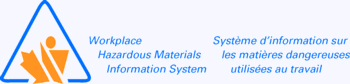 Workplace
Hazardous Materials
Information System
Système d'information sur
les matières dangereuses
utilisées au travail